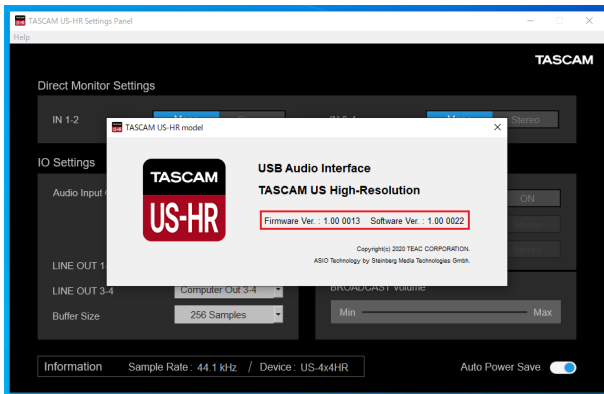 TASCAM US-HR Settings Panel
Help
TASCAM
Direct Monitor Settings
IN 1-2
Stereo
TASCAM US-HR model
IO Settings
Audio Input
ON
TASCAM
US-HR
USB Audio Interface
TASCAM US High-Resolution
Firmware Ver. : 1.00 0013 Software Ver. : 1.00 0022
Copyright(c) 2020 TEAC CORPORATION.
ASIO Technology by Steinberg Media Technologies Gmbh.
LINE OUT 1
LINE OUT 3-4 Computer Out 3-4
BROADCAST Volume
Buffer Size 256 Samples
Min Max
Information Sample Rate : 44.1 kHz / Device : US-4x4HR
Auto Power Save